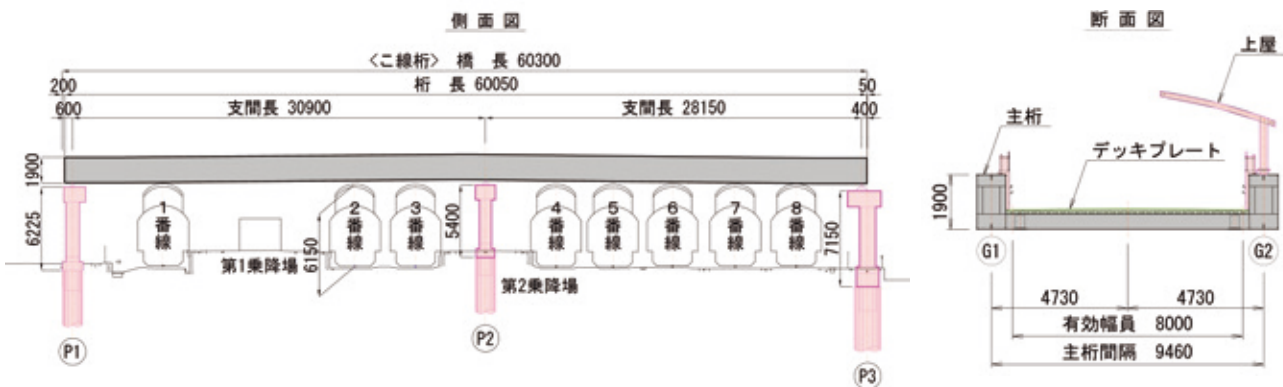 側面図
<こ線桁> 橋長 60300
200 桁長 60050 50
600 支間長 30900 支間長 28150 400
1900
6225
1番線
2番線
3番線
4番線
5番線
6番線
7番線
8番線
第1乗降場
6150
5400
第2乗降場
7150
P1
P2
P3
断面図
上屋
主桁
デッキプレート
1900
G1
G2
4730 4730
有効幅員 8000
主桁間隔 9460